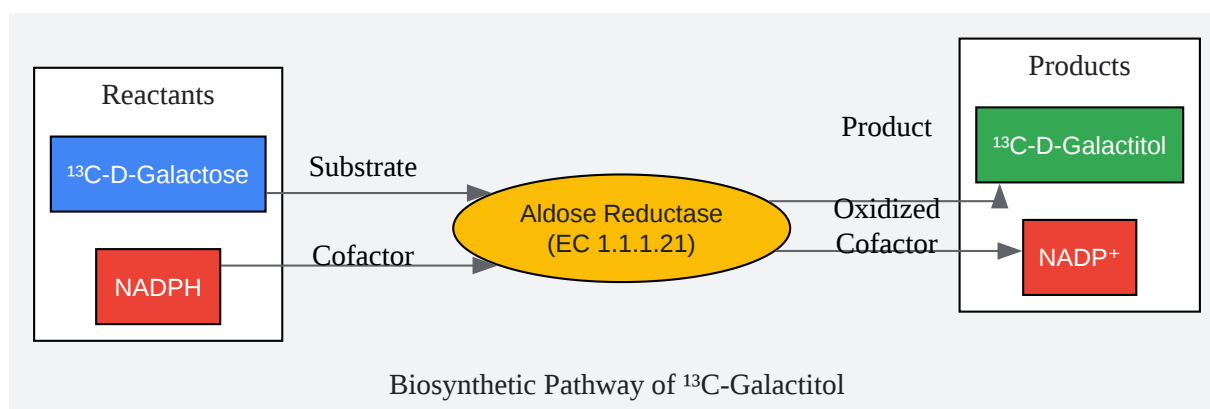 Reactants
¹³C-D-Galactose
NADPH
Substrate
Cofactor
Aldose Reductase
(EC 1.1.1.21)
Product
Oxidized
Cofactor
Products
¹³C-D-Galactitol
NADP⁺
Biosynthetic Pathway of ¹³C-Galactitol